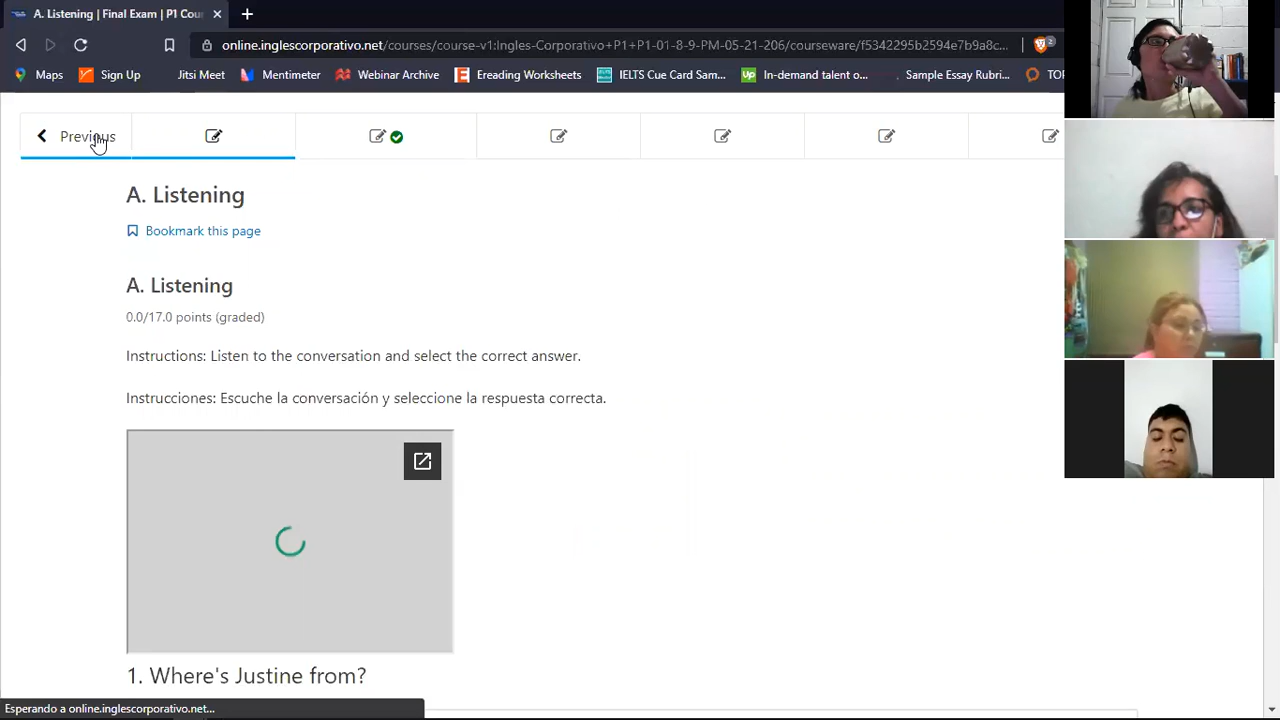 A. Listening | Final Exam | P1 Cou
online.inglescorporativo.net/courses/course-v1:Ingles-Corporativo+P1+P1-01-8-9-PM-05-21-206/courseware/f5342295b2594e7b9a8c...
2
Maps
Sign Up
Jitsi Meet
Mentimeter
Webinar Archive
Ereading Worksheets
IELTS Cue Card Sam...
In-demand talent o...
Sample Essay Rubri...
TO
Previous
A. Listening
Bookmark this page
A. Listening
0.0/17.0 points (graded)
Instructions: Listen to the conversation and select the correct answer.
Instrucciones: Escuche la conversación y seleccione la respuesta correcta.
1. Where's Justine from?
Esperando a online.inglescorporativo.net...